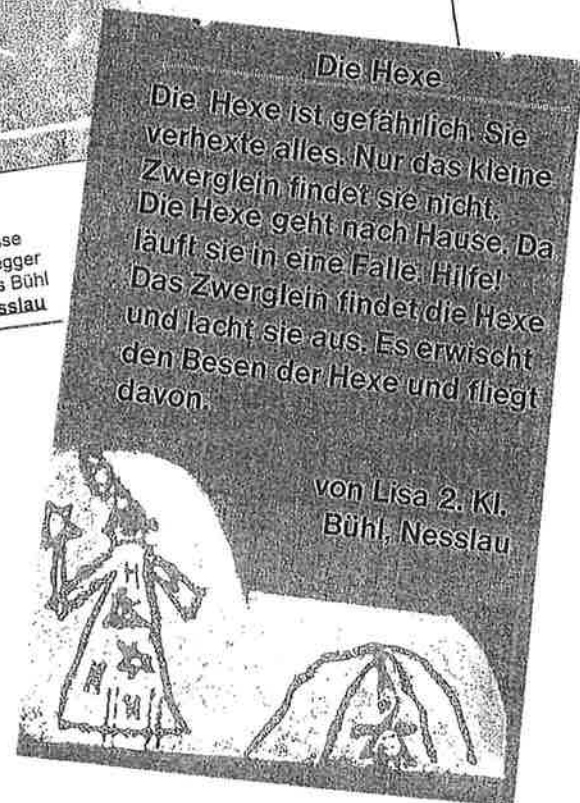 Die Hexe
Die Hexe ist gefährlich. Sie
verhexte alles. Nur das kleine
Zwerglein findet sie nicht.
Die Hexe geht nach Hause. Da
läuft sie in eine Falle. Hilfe!
Das Zwerglein findet die Hexe
und lacht sie aus. Es erwischt
den Besen der Hexe und fliegt
davon.
von Lisa 2. Kl.
Bühl, Nesslau
sse
egger
s Bühl
sslau
H
H
H